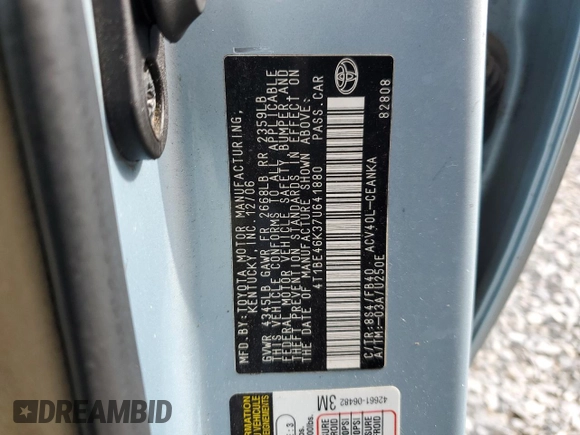 MFD.BY:TOYOTA MOTOR MANUFACTURING,
KENTUCKY, INC. 12/06
GVWR 4345LB GAWR FR 2668LB RR 2359LB
THIS VEHICLE CONFORMS TO ALL APPLICABLE
FEDERAL MOTOR VEHICLE SAFETY, BUMPER, AND
THEFT PREVENTION STANDARDS IN EFFECT ON
THE DATE OF MANUFACTURE SHOWN ABOVE.
4T1BE46K37U641880 PASS.CAR
C/TR:8S4/FB40 ACV40L-CEANKA
A/TM:-03A/U250E
82808
TOYOTA
42661-06482
3M
DREAMBID